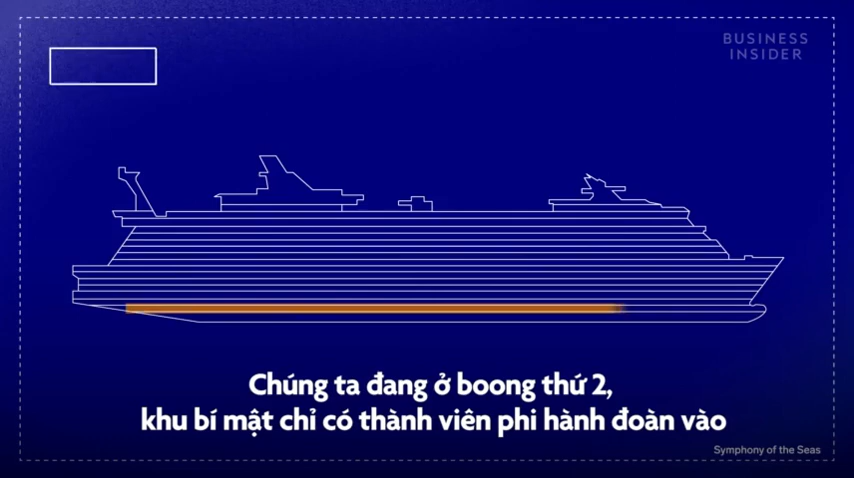 BUSINESS
INSIDER
Chúng ta đang ở boong thứ 2,
khu bí mật chỉ có thành viên phi hành đoàn vào
Symphony of the Seas